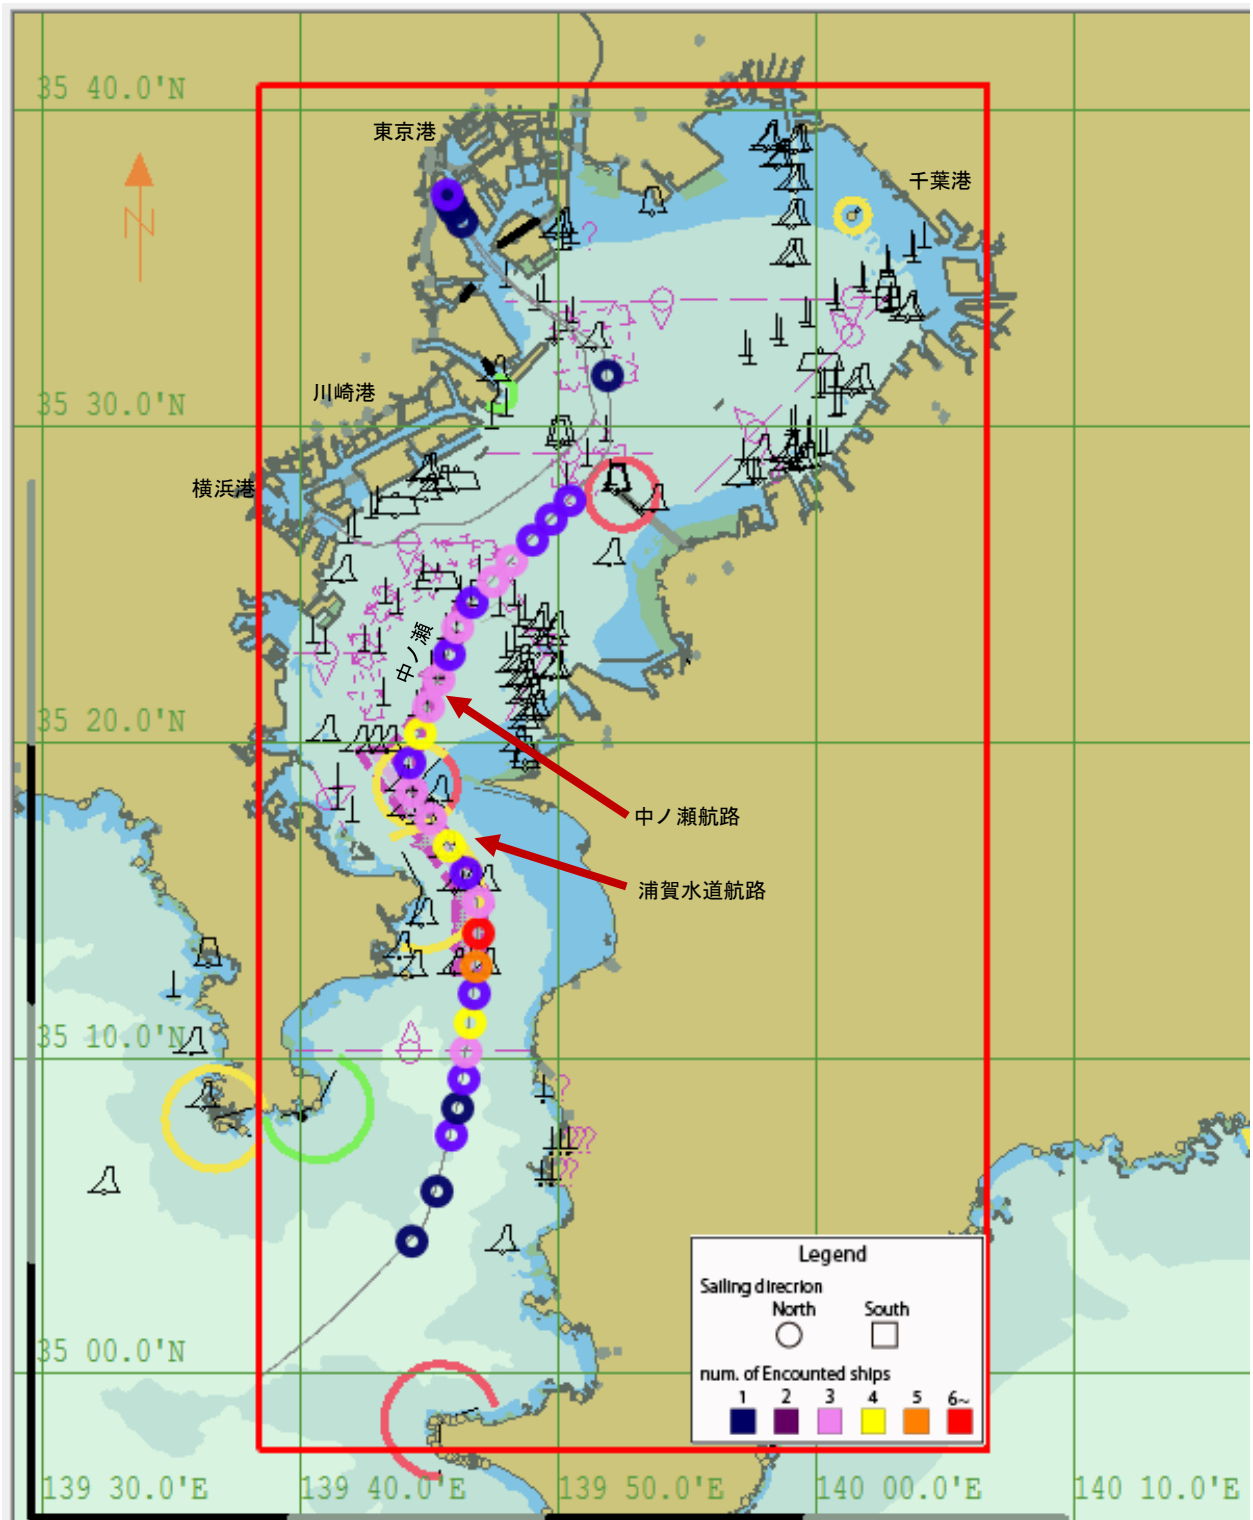 35 40.0'N
東京港
千葉港
N
川崎港
35 30.0'N
横浜港
中ノ瀬
35 20.0'N
中ノ瀬航路
浦賀水道航路
35 10.0'N
35 00.0'N
Legend
Sailing direcrion
North South
num. of Encounted ships
1 2 3 4 5 6~
139 30.0'E 139 40.0'E 139 50.0'E 140 00.0'E 140 10.0'E